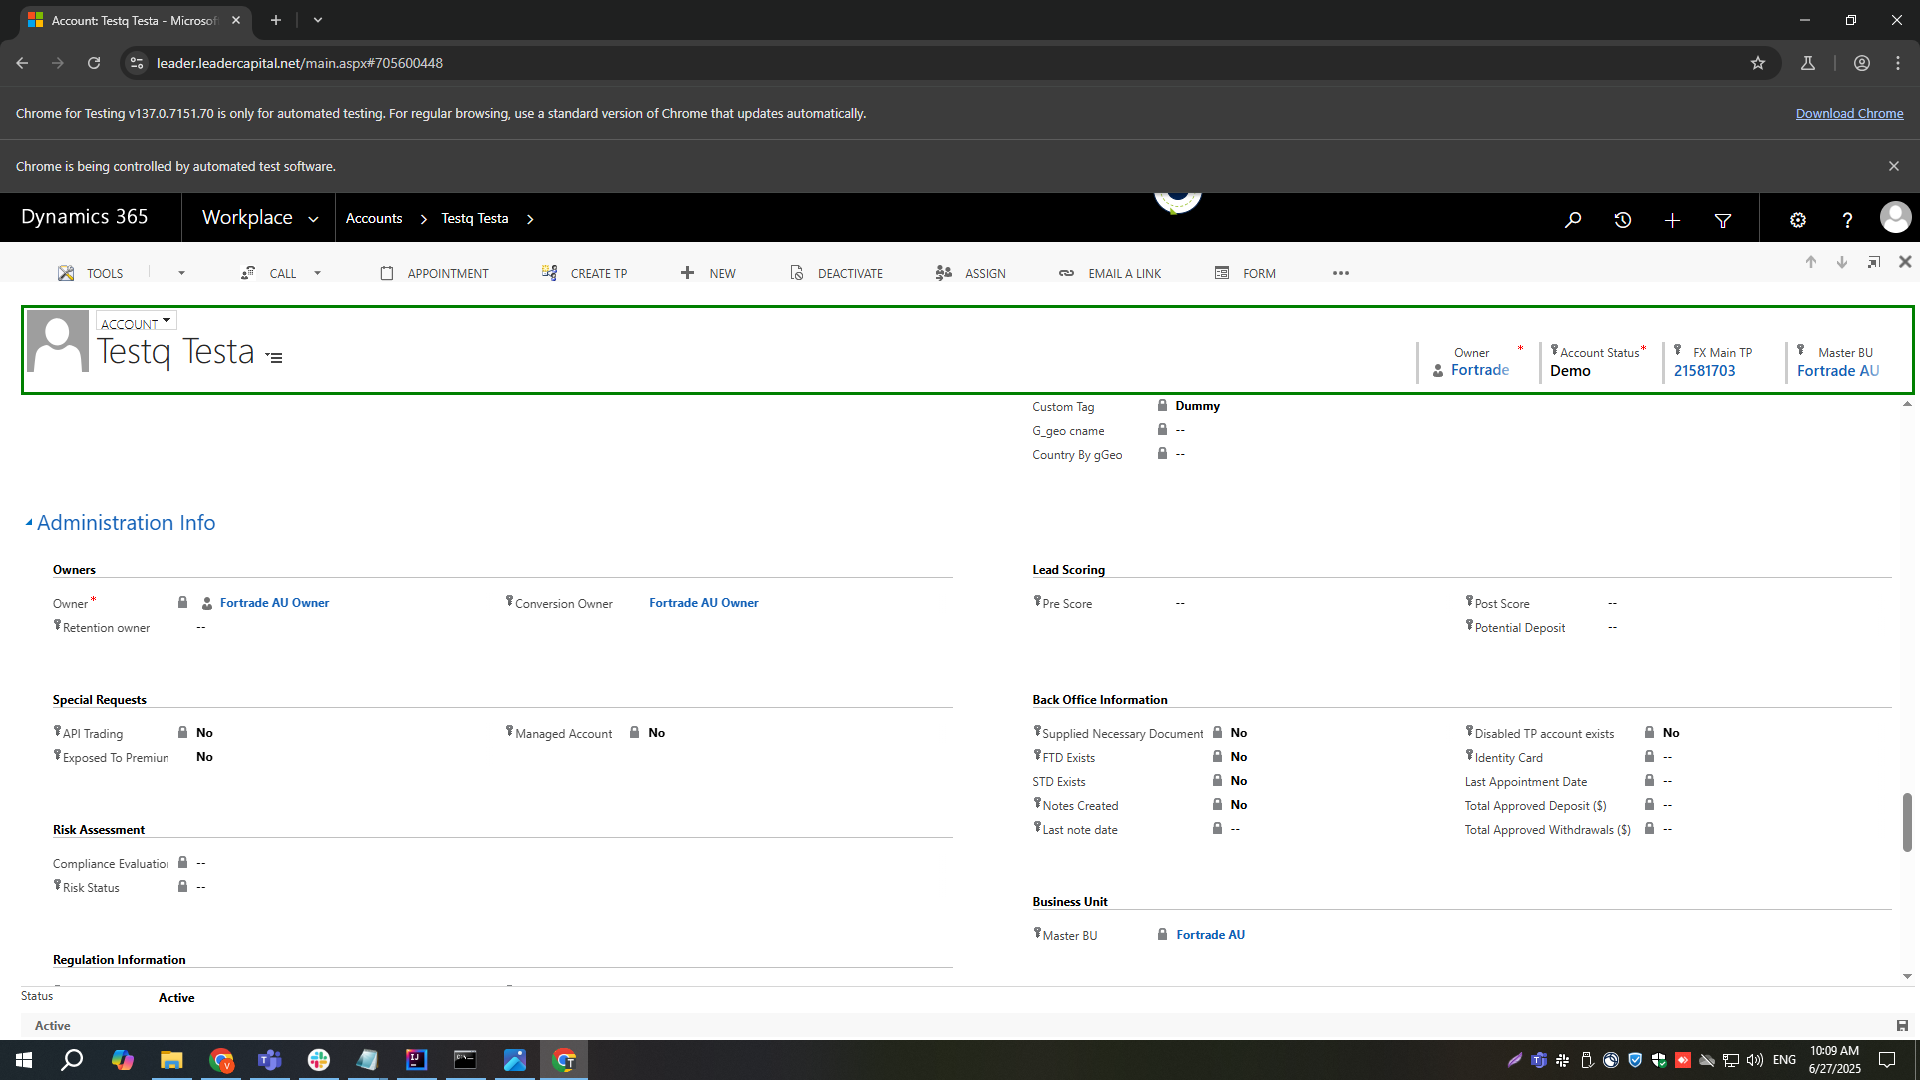 Account: Testq Testa - Microsof
leader.leadercapital.net/main.aspx#705600448
Chrome for Testing v137.0.7151.70 is only for automated testing. For regular browsing, use a standard version of Chrome that updates automatically.
Download Chrome
Chrome is being controlled by automated test software.
Dynamics 365
Workplace
Accounts
Testq Testa
TOOLS
CALL
APPOINTMENT
CREATE TP
NEW
DEACTIVATE
ASSIGN
EMAIL A LINK
FORM
ACCOUNT
Testq Testa
Owner *
Fortrade
Account Status *
Demo
FX Main TP
21581703
Master BU
Fortrade AU
Custom Tag Dummy
G_geo cname --
Country By gGeo --
Administration Info
Owners
Owner * Fortrade AU Owner
Conversion Owner Fortrade AU Owner
Retention owner --
Lead Scoring
Pre Score --
Post Score --
Potential Deposit --
Special Requests
API Trading No
Managed Account No
Exposed To Premiun No
Back Office Information
Supplied Necessary Document No
Disabled TP account exists No
FTD Exists No
Identity Card --
STD Exists No
Last Appointment Date --
Notes Created No
Total Approved Deposit ($) --
Last note date --
Total Approved Withdrawals ($) --
Risk Assessment
Compliance Evaluation --
Risk Status --
Business Unit
Master BU Fortrade AU
Regulation Information
Status Active
Active
ENG
10:09 AM
6/27/2025